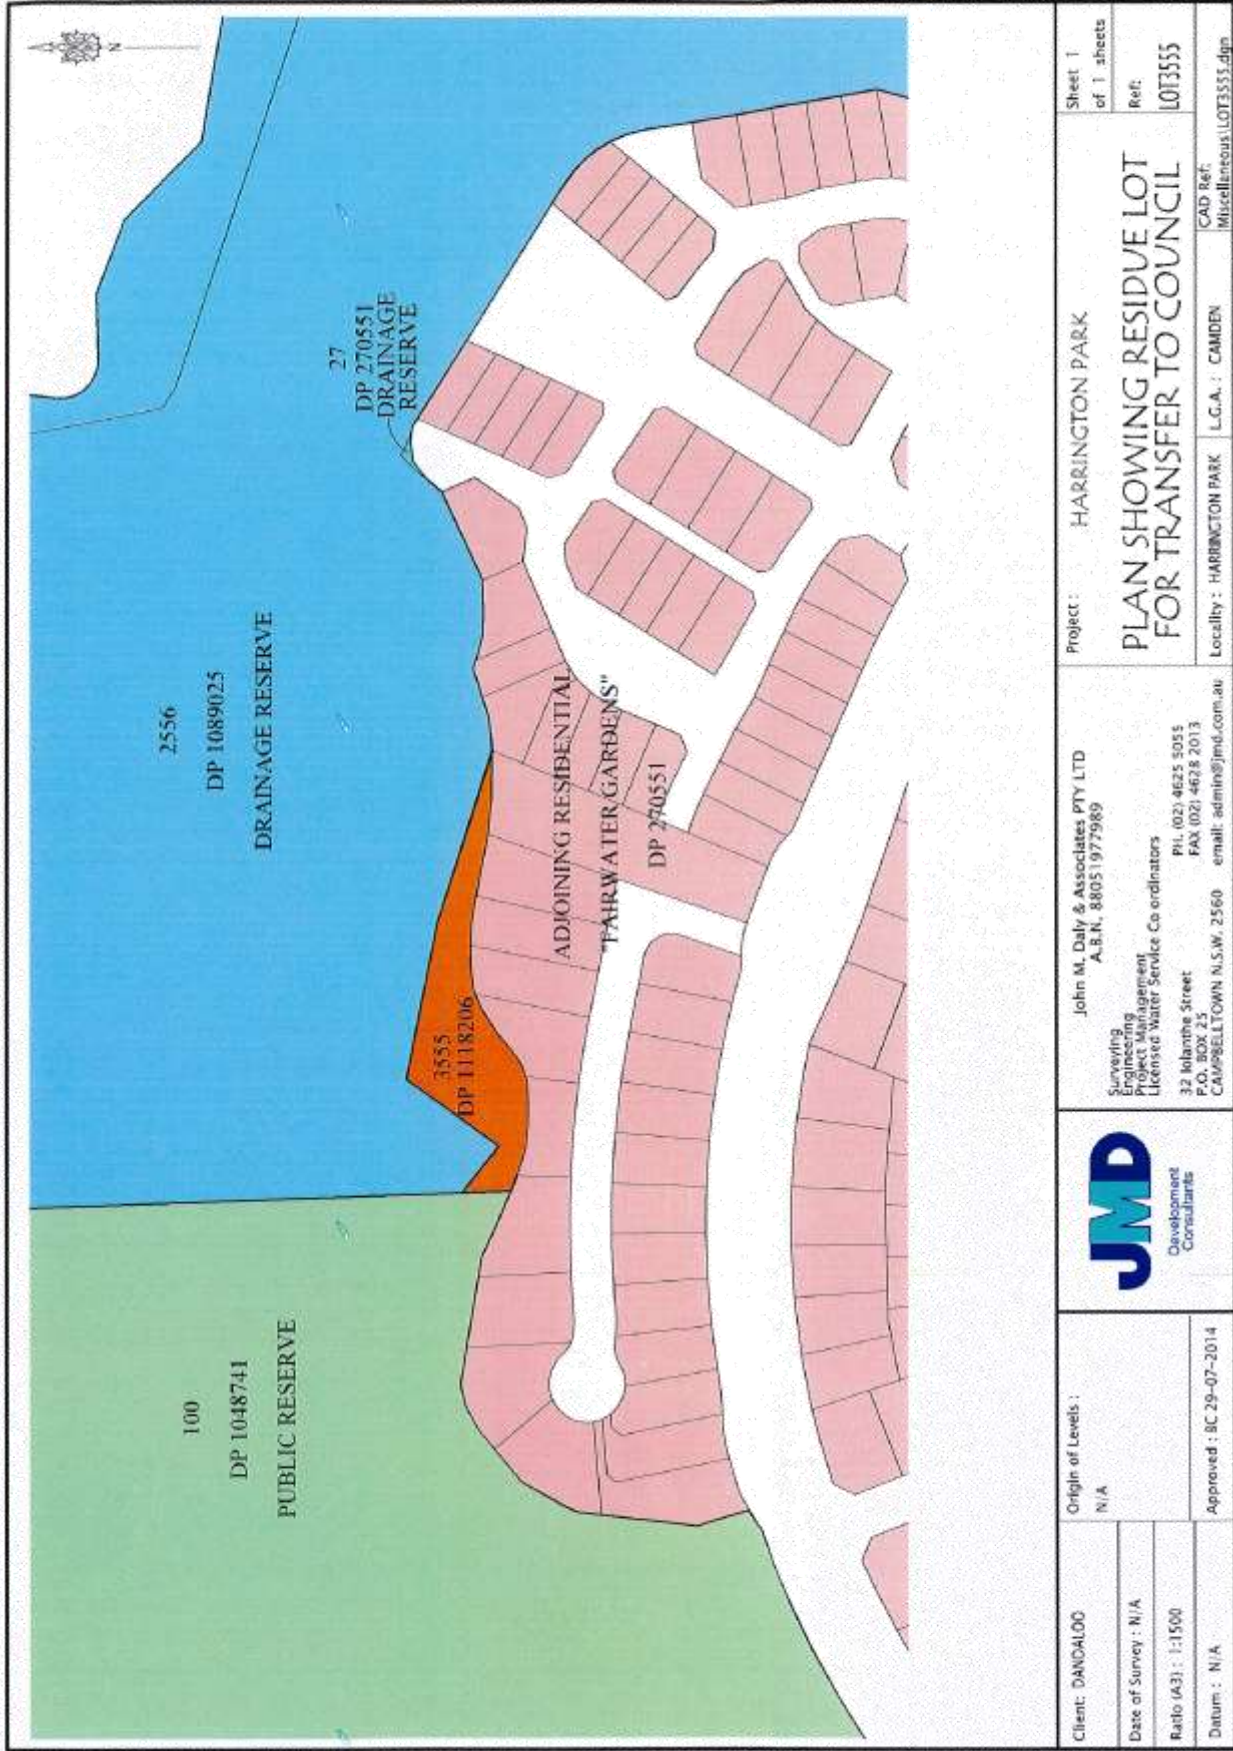 N
100
DP 1048741
PUBLIC RESERVE
2556
DP 1089025
DRAINAGE RESERVE
27
DP 270551
DRAINAGE
RESERVE
3555
DP 1118206
ADJOINING RESIDENTIAL
"FAIRWATER GARDENS"
DP 270551
Client: DANDALOO
Date of Survey : N/A
Ratio (A3) : 1:1500
Datum : N/A
Origin of Levels :
N/A
Approved : BC 29-07-2014
JMD
Development
Consultants
John M. Daly & Associates PTY LTD
A.B.N. 88051977989
Surveying
Engineering
Project Management
Licensed Water Service Co ordinators
32 Iolanthe Street
P.O. BOX 25
CAMPBELLTOWN N.S.W. 2560
PH. (02) 4625 5055
FAX (02) 4628 2013
email: admin@jmd.com.au
Project : HARRINGTON PARK
PLAN SHOWING RESIDUE LOT
FOR TRANSFER TO COUNCIL
Locality : HARRINGTON PARK
L.G.A. : CAMDEN
Sheet 1
of 1 sheets
Ref:
LOT3555
CAD Ref:
Miscellaneous\LOT3555.dgn